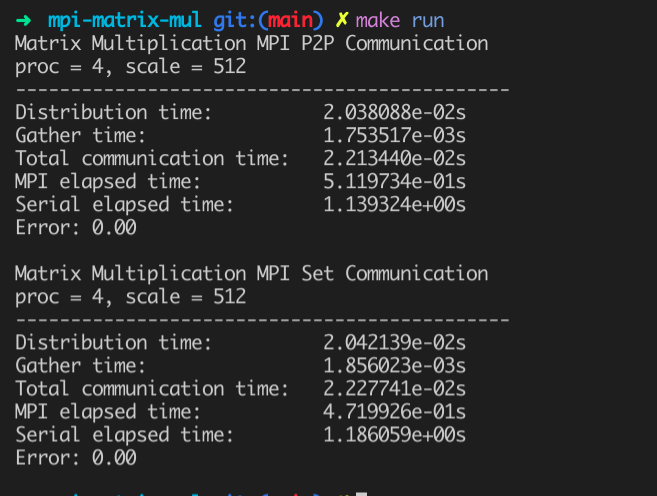 ➜ mpi-matrix-mul git:(main) ✗ make run
Matrix Multiplication MPI P2P Communication
proc = 4, scale = 512
---------------------------------------------
Distribution time: 2.038088e-02s
Gather time: 1.753517e-03s
Total communication time: 2.213440e-02s
MPI elapsed time: 5.119734e-01s
Serial elapsed time: 1.139324e+00s
Error: 0.00

Matrix Multiplication MPI Set Communication
proc = 4, scale = 512
---------------------------------------------
Distribution time: 2.042139e-02s
Gather time: 1.856023e-03s
Total communication time: 2.227741e-02s
MPI elapsed time: 4.719926e-01s
Serial elapsed time: 1.186059e+00s
Error: 0.00